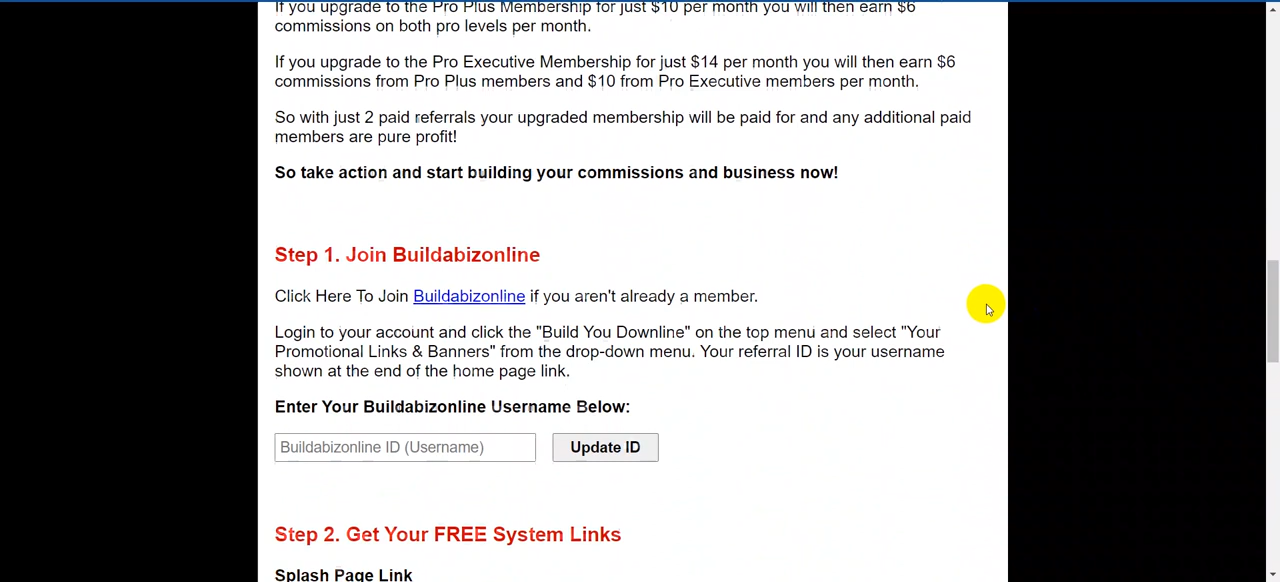 If you upgrade to the Pro Plus Membership for just $10 per month you will then earn $6
commissions on both pro levels per month.
If you upgrade to the Pro Executive Membership for just $14 per month you will then earn $6
commissions from Pro Plus members and $10 from Pro Executive members per month.
So with just 2 paid referrals your upgraded membership will be paid for and any additional paid
members are pure profit!
So take action and start building your commissions and business now!
Step 1. Join Buildabizonline
Click Here To Join Buildabizonline if you aren't already a member.
Login to your account and click the "Build You Downline" on the top menu and select "Your
Promotional Links & Banners" from the drop-down menu. Your referral ID is your username
shown at the end of the home page link.
Enter Your Buildabizonline Username Below:
Buildabizonline ID (Username) Update ID
Step 2. Get Your FREE System Links
Splash Page Link